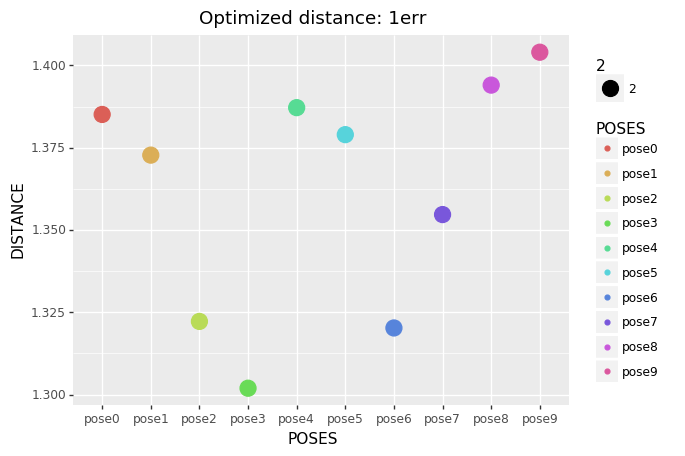 Optimized distance: 1err
1.400
1.375
1.350
1.325
1.300
DISTANCE
pose0 pose1 pose2 pose3 pose4 pose5 pose6 pose7 pose8 pose9
POSES
2
2
POSES
pose0
pose1
pose2
pose3
pose4
pose5
pose6
pose7
pose8
pose9